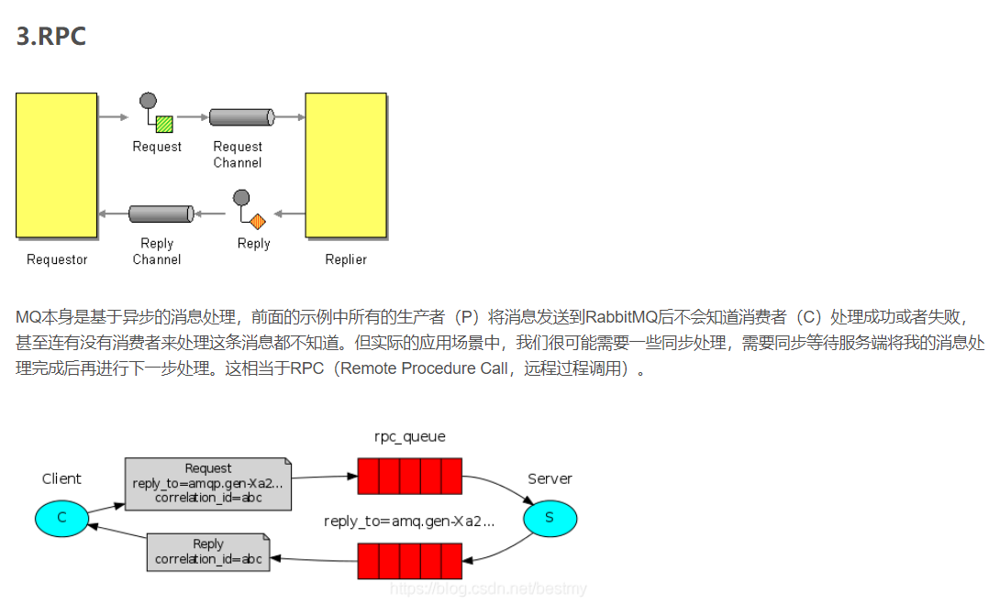 3.RPC
Request
Request
Channel
Reply
Channel
Reply
Requestor
Replier
MQ本身是基于异步的消息处理，前面的示例中所有的生产者（P）将消息发送到RabbitMQ后不会知道消费者（C）处理成功或者失败，
甚至连有没有消费者来处理这条消息都不知道。但实际的应用场景中，我们很可能需要一些同步处理，需要同步等待服务端将我的消息处
理完成后再进行下一步处理。这相当于RPC（Remote Procedure Call，远程过程调用）。
rpc_queue
Client
Request
reply_to=amqp.gen-Xa2...
correlation_id=abc
Server
C
S
reply_to=amq.gen-Xa2...
Reply
correlation_id=abc
https://blog.csdn.net/bestmy